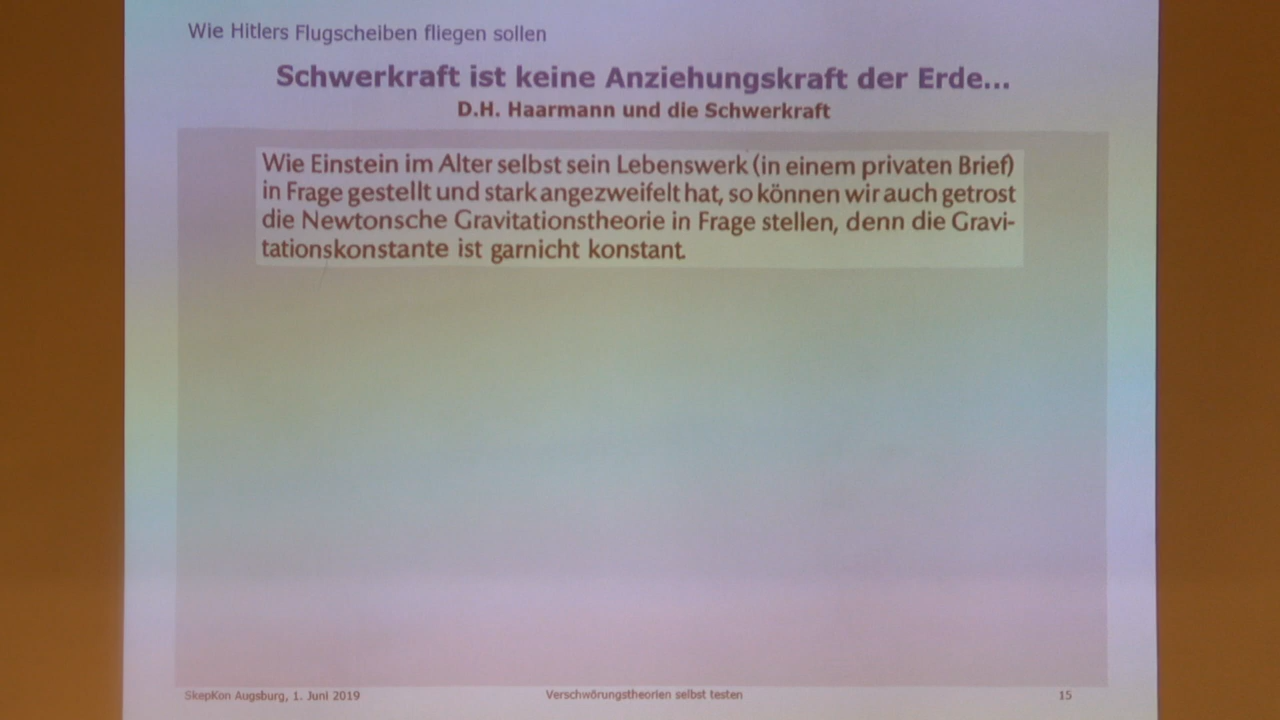 Wie Hitlers Flugscheiben fliegen sollen
Schwerkraft ist keine Anziehungskraft der Erde...
D.H. Haarmann und die Schwerkraft
Wie Einstein im Alter selbst sein Lebenswerk (in einem privaten Brief)
in Frage gestellt und stark angezweifelt hat, so können wir auch getrost
die Newtonsche Gravitationstheorie in Frage stellen, denn die Gravi-
tationskonstante ist garnicht konstant.
SkepKon Augsburg, 1. Juni 2019
Verschwörungstheorien selbst testen
15